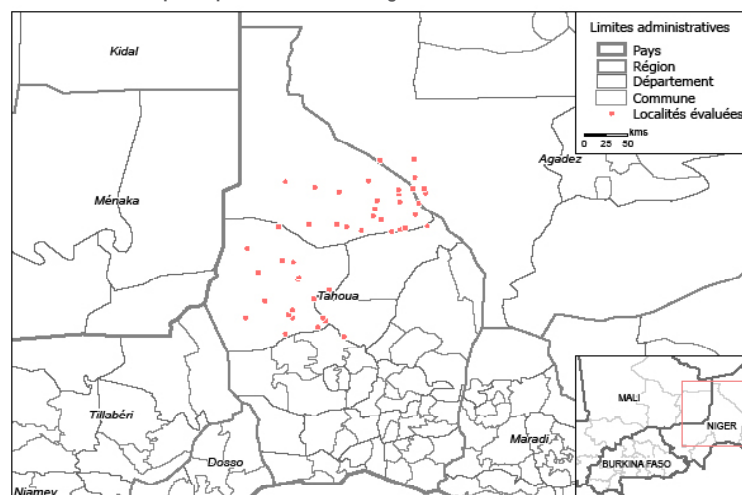 Kidal
Limites administratives
Pays
Région
Département
Commune
Localités évaluées
kms
0 25 50
Agadez
Ménaka
Tahoua
Tillabéri
Dosso
Maradi
Niamey
MALI
NIGER
BURKINA FASO